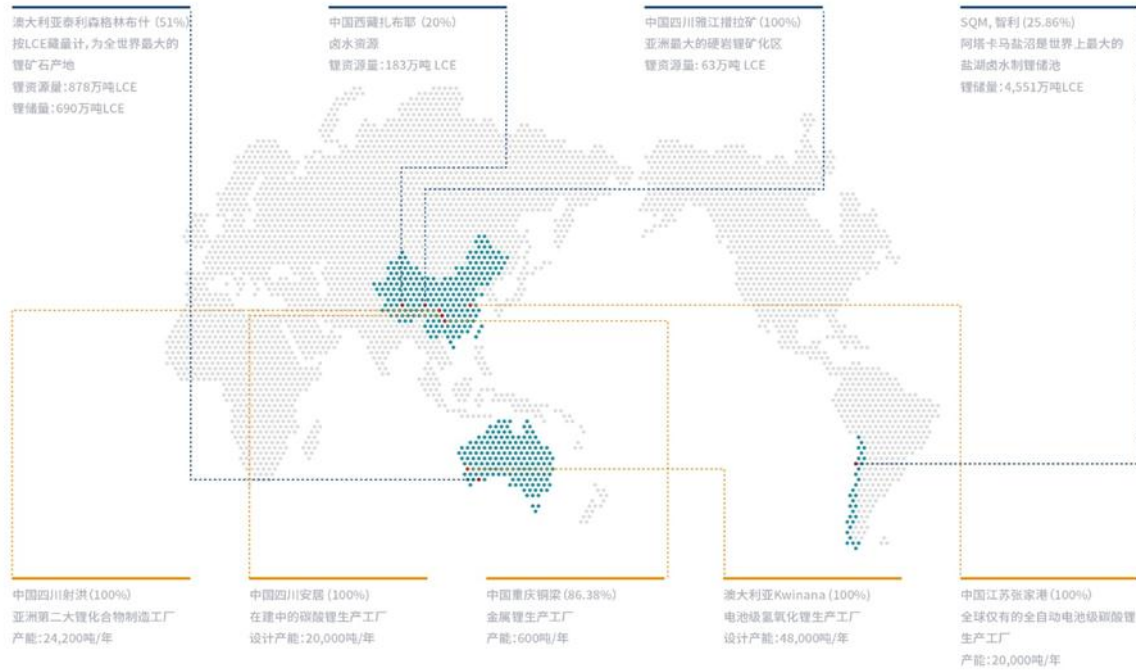 澳大利亚泰利森格林布什 (51%)
按LCE藏量计,为全世界最大的
锂矿石产地
锂资源量:878万吨LCE
锂储量:690万吨LCE
中国西藏扎布耶 (20%)
卤水资源
锂资源量:183万吨 LCE
中国四川雅江措拉矿(100%)
亚洲最大的硬岩锂矿化区
锂资源量: 63万吨 LCE
SQM, 智利 (25.86%)
阿塔卡马盐沼是世界上最大的
盐湖卤水制锂储池
锂储量:4,551万吨LCE
中国四川射洪(100%)
亚洲第二大锂化合物制造工厂
产能:24,200吨/年
中国四川安居 (100%)
在建中的碳酸锂生产工厂
设计产能:20,000吨/年
中国重庆铜梁 (86.38%)
金属锂生产工厂
产能:600吨/年
澳大利亚Kwinana (100%)
电池级氢氧化锂生产工厂
设计产能:48,000吨/年
中国江苏张家港(100%)
全球仅有的全自动电池级碳酸锂
生产工厂
产能:20,000吨/年